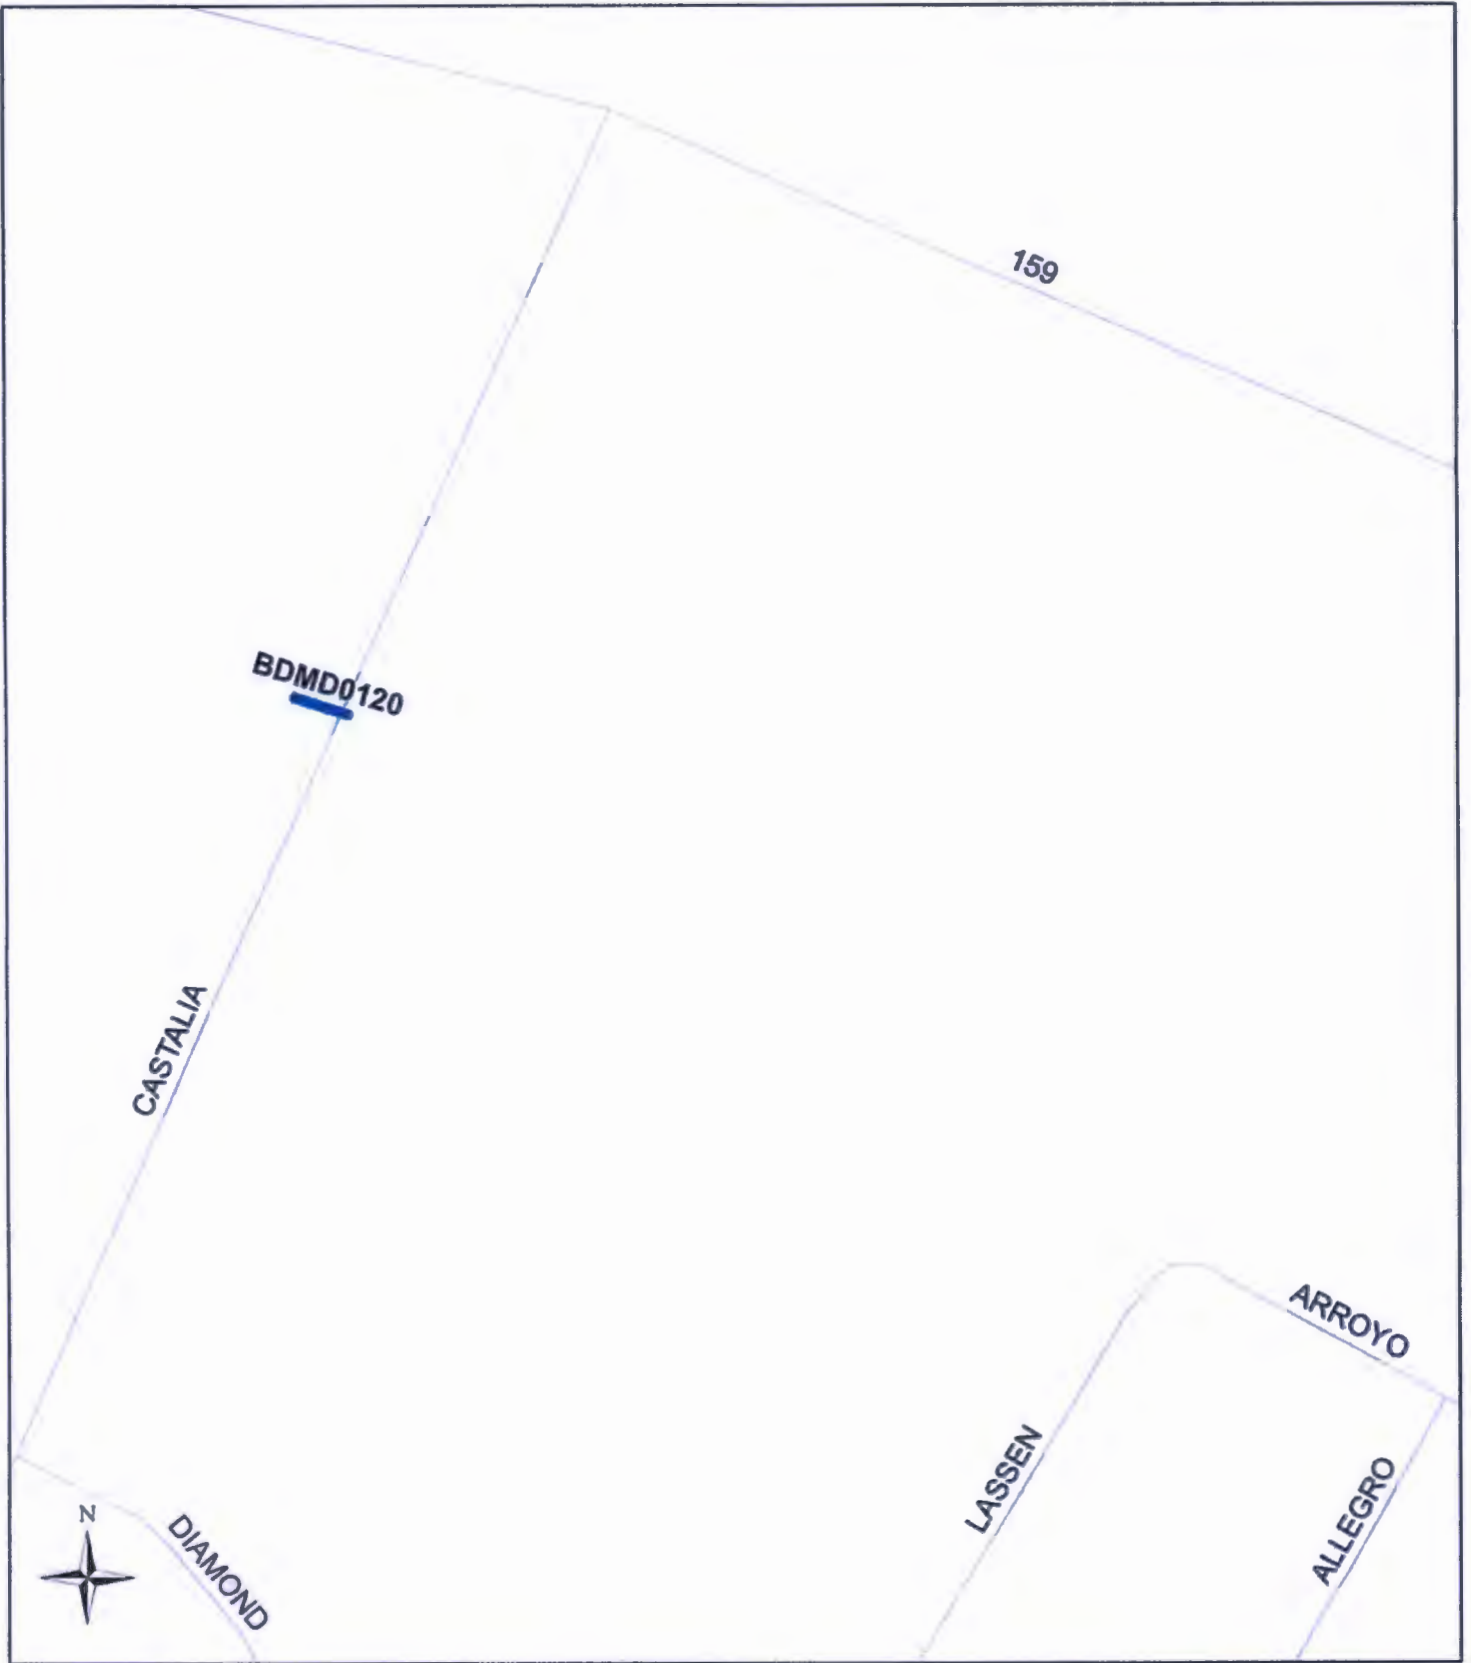 159
BDMD0120
CASTALIA
ARROYO
LASSEN
ALLEGRO
N
DIAMOND